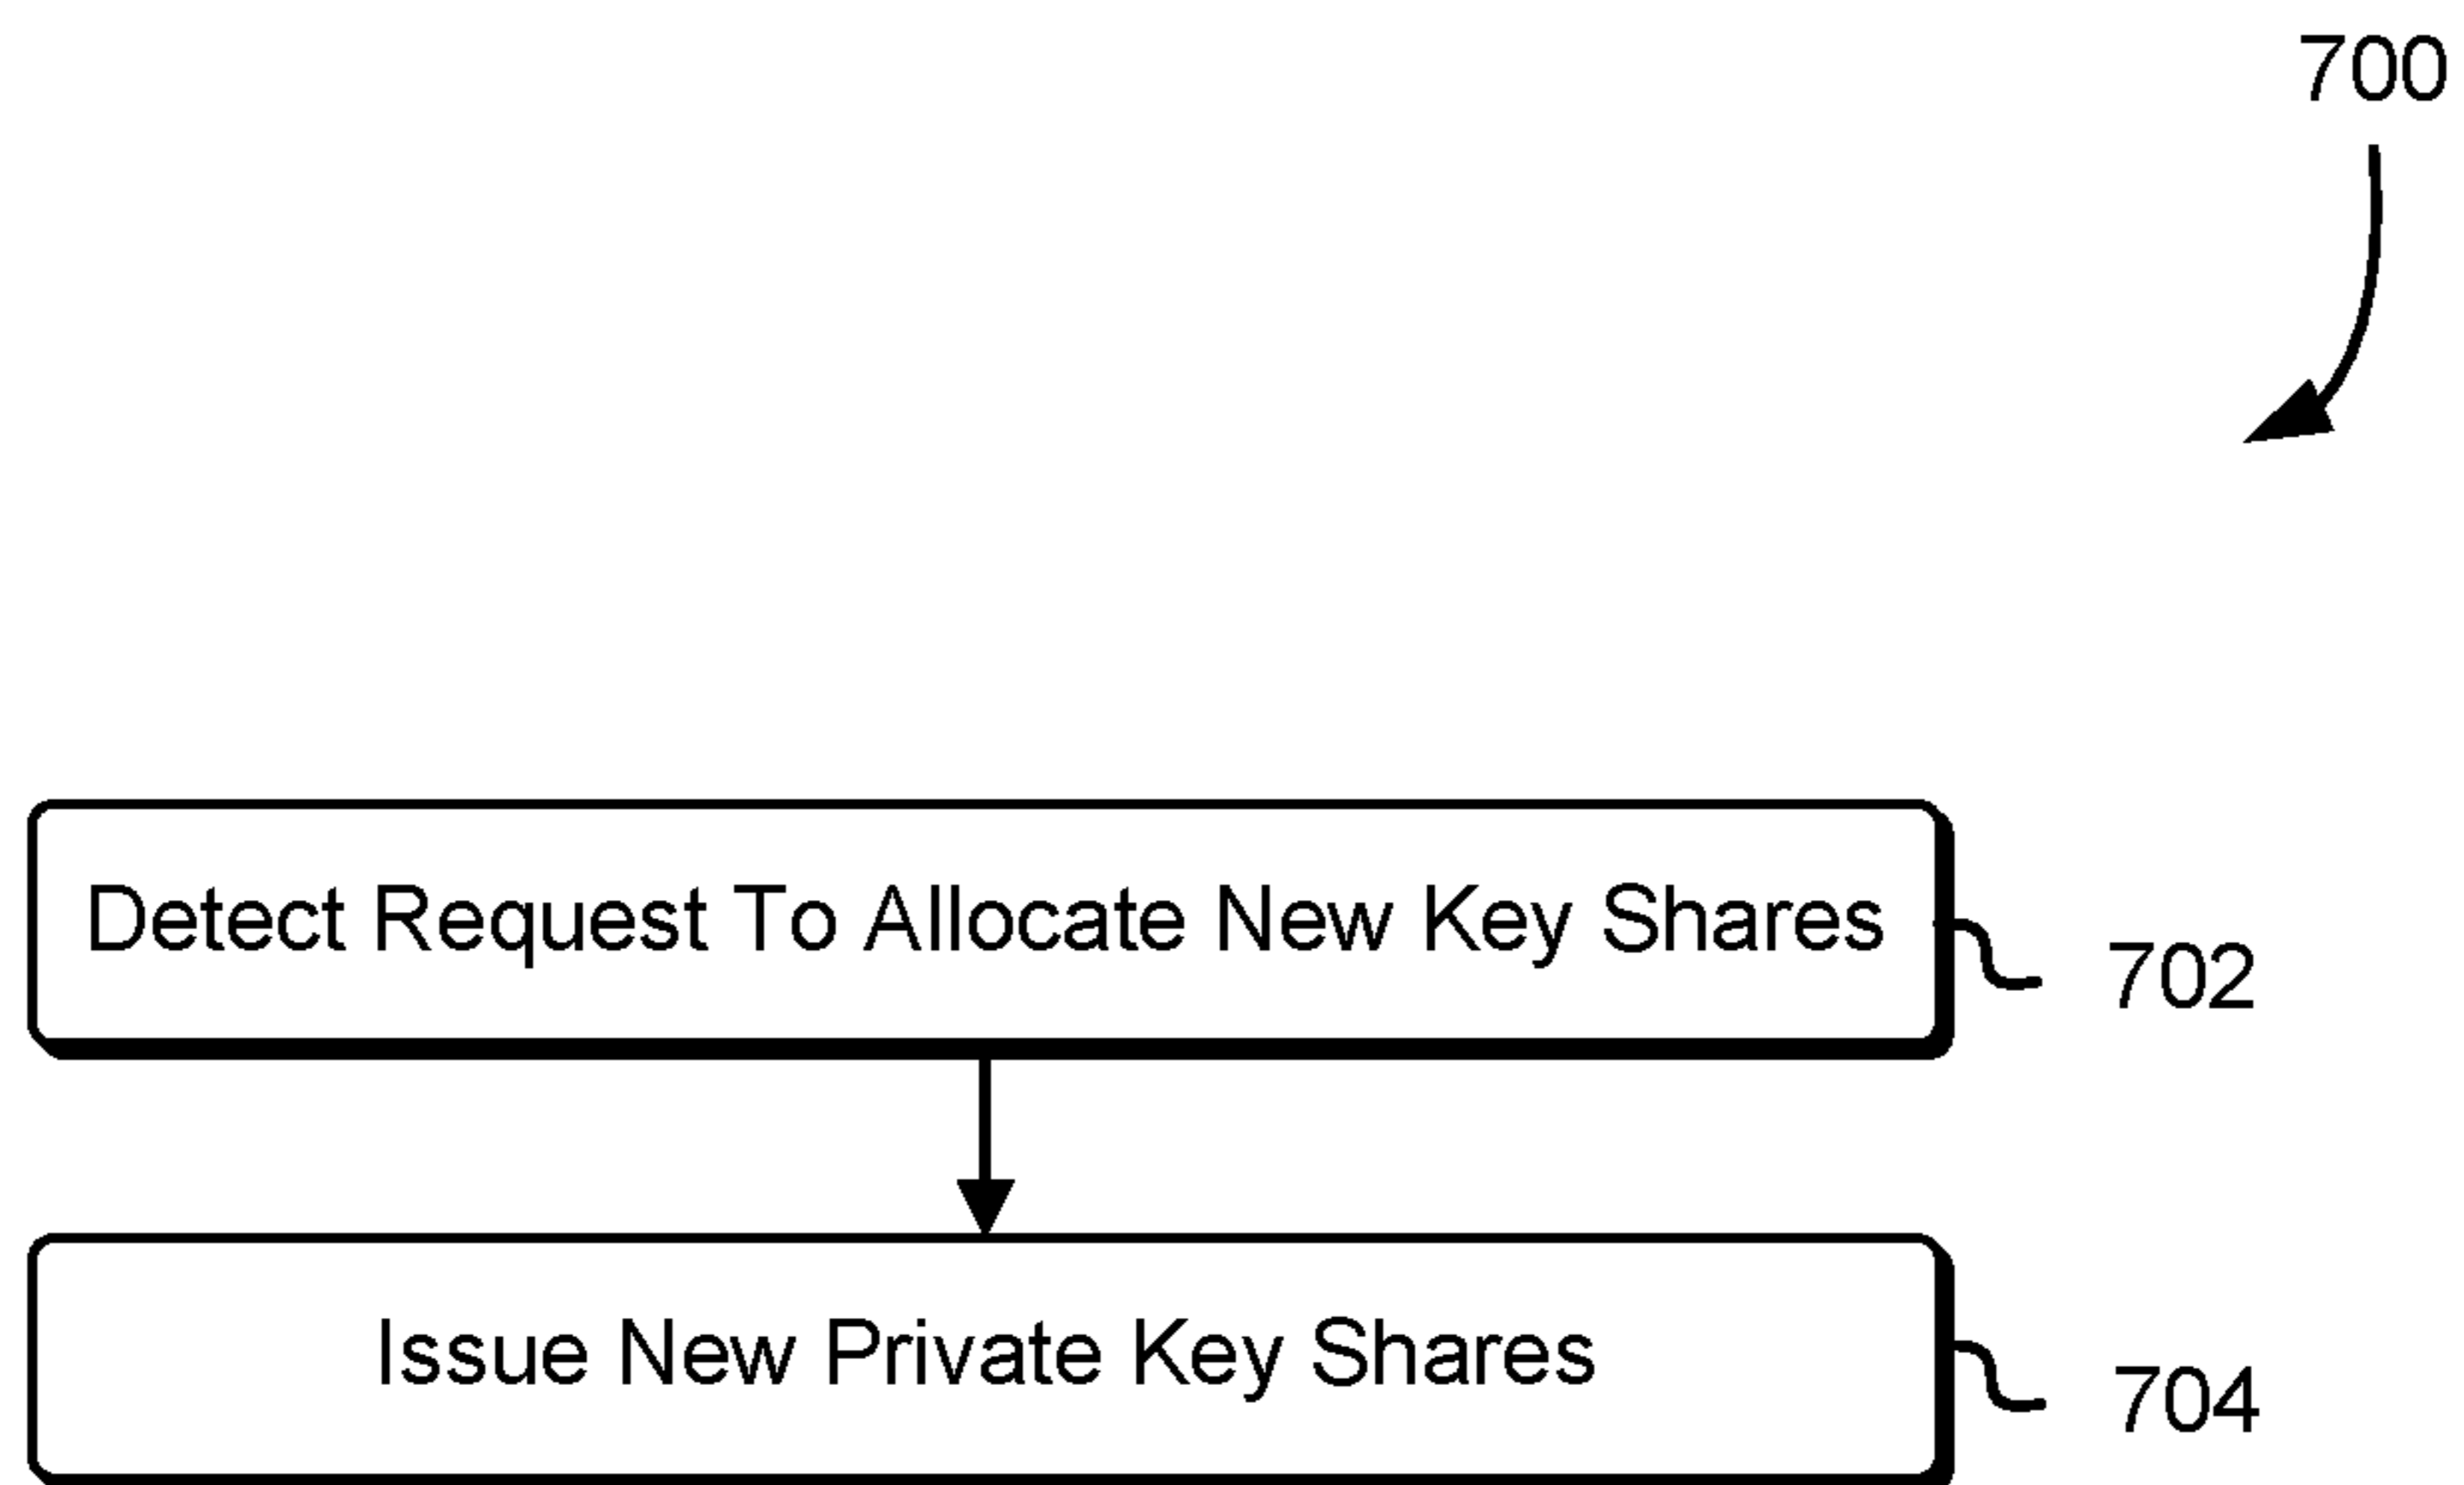 700
Detect Request To Allocate New Key Shares
702
Issue New Private Key Shares
704